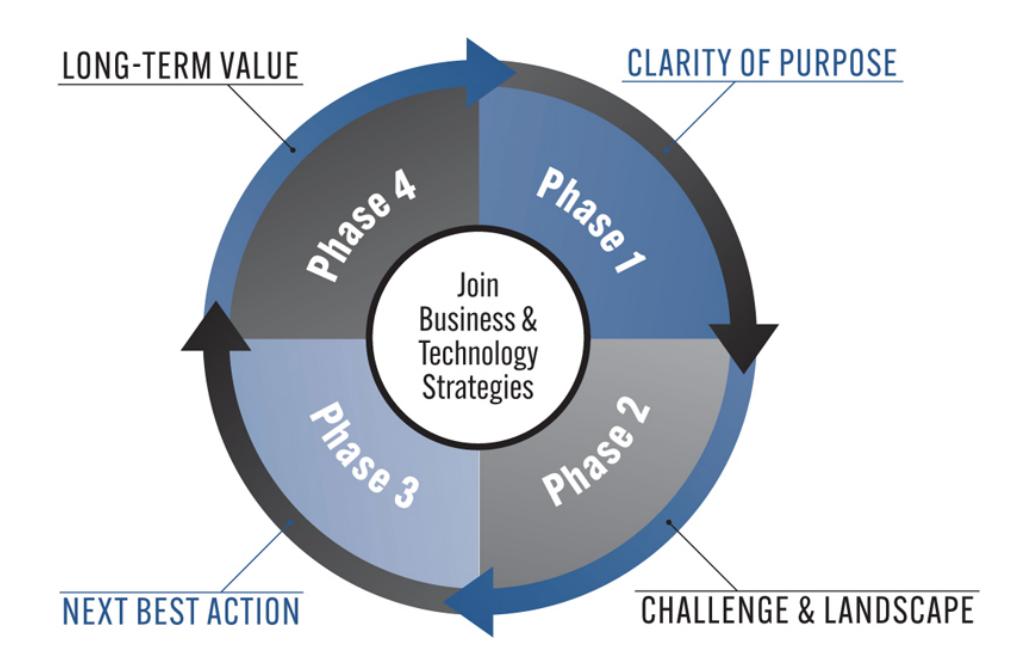 LONG-TERM VALUE
CLARITY OF PURPOSE
Phase 4
Phase 1
Join
Business &
Technology
Strategies
Phase 3
Phase 2
NEXT BEST ACTION
CHALLENGE & LANDSCAPE